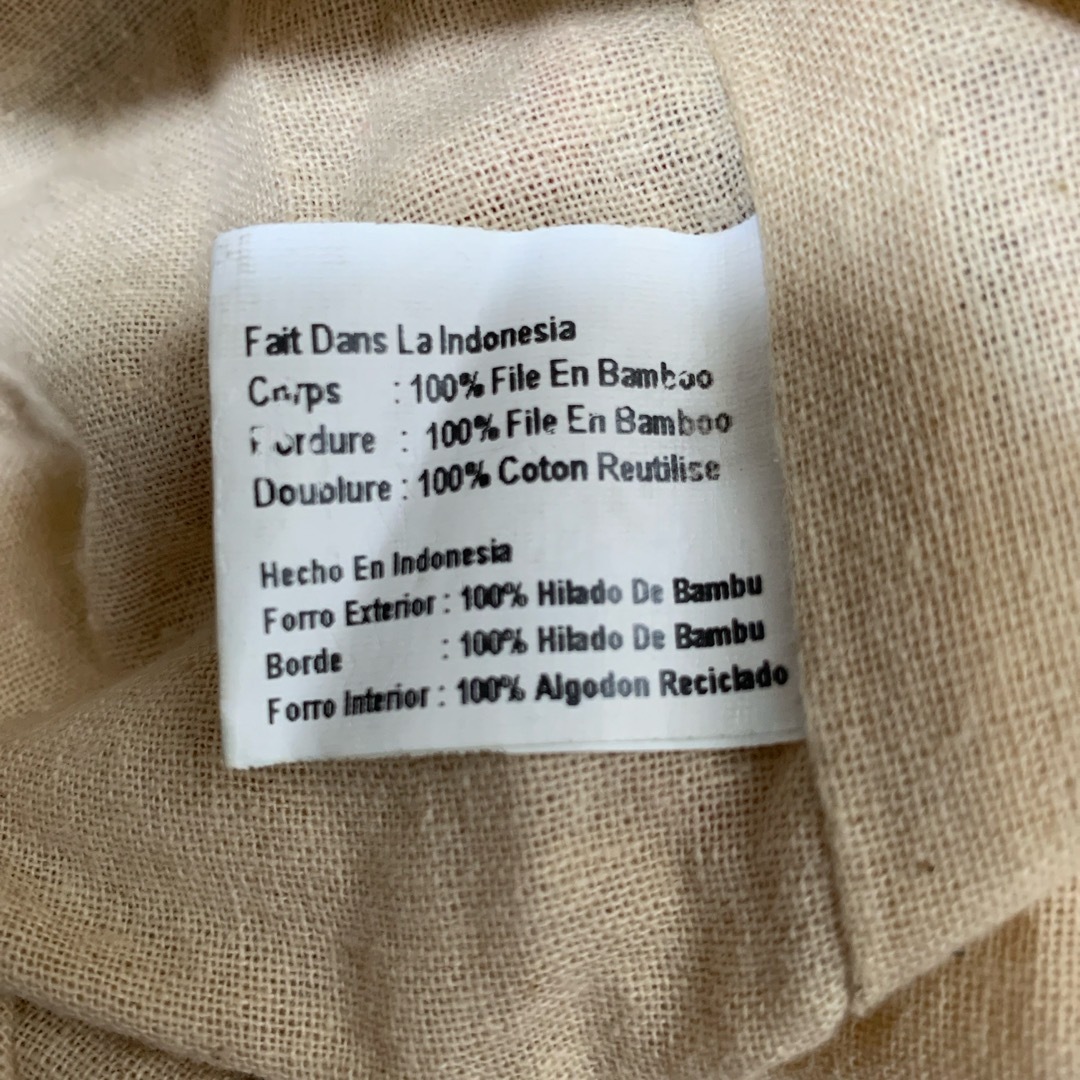 Fait Dans La Indonesia
: 100% File En Bamboo
: 100% File En Bamboo
Doublure : 100% Coton Reutilise
Hecho En Indonesia
Forro Exterior : 100% Hilado De Bambu
Borde : 100% Hilado De Bambu
Forro Interior : 100% Algodon Reciclado